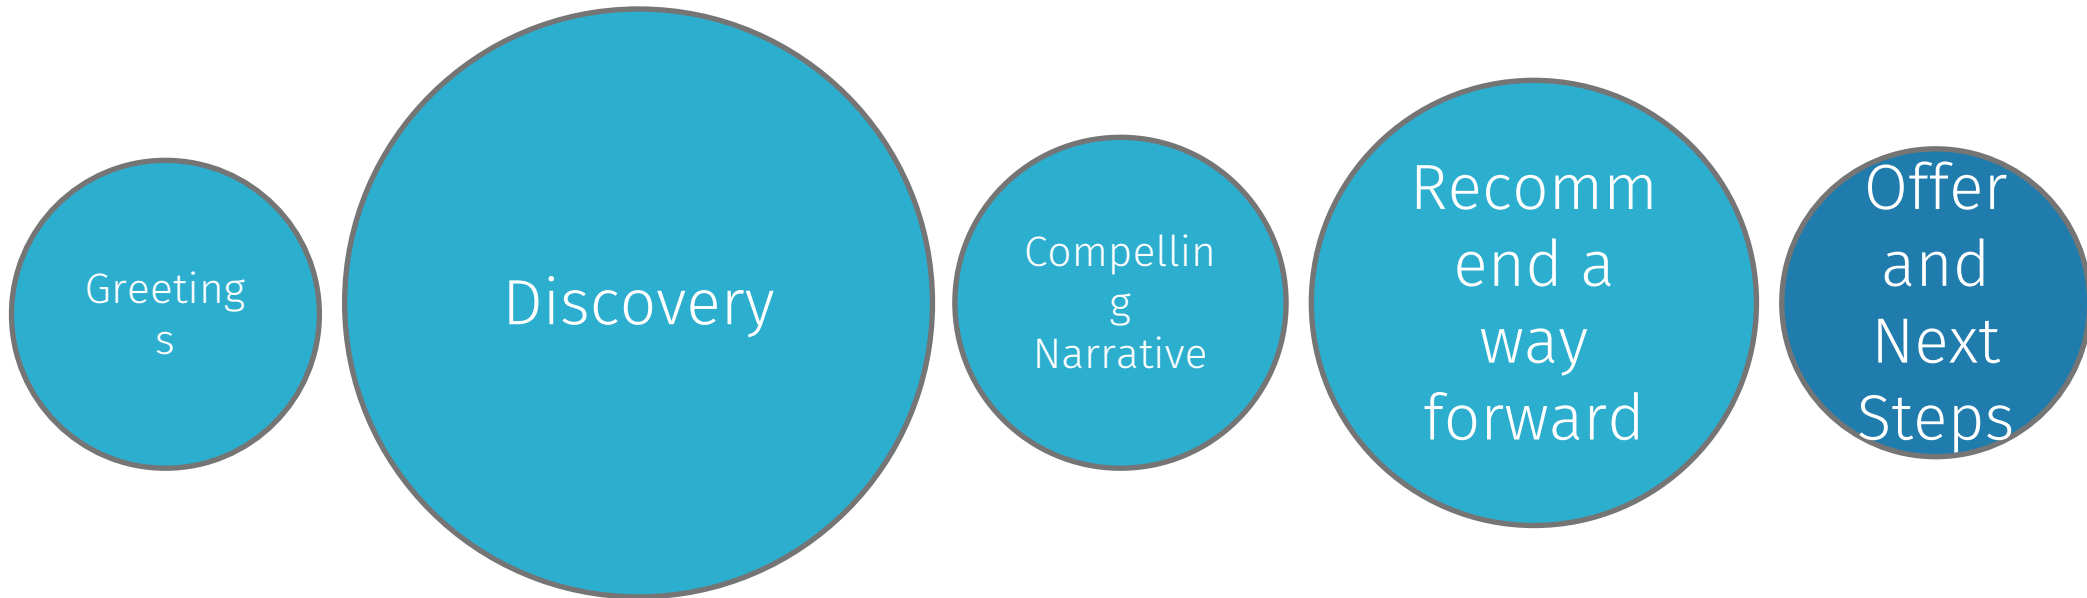 Greeting
s
Discovery
Compellin
g
Narrative
Recomm
end a
way
forward
Offer
and
Next
Steps